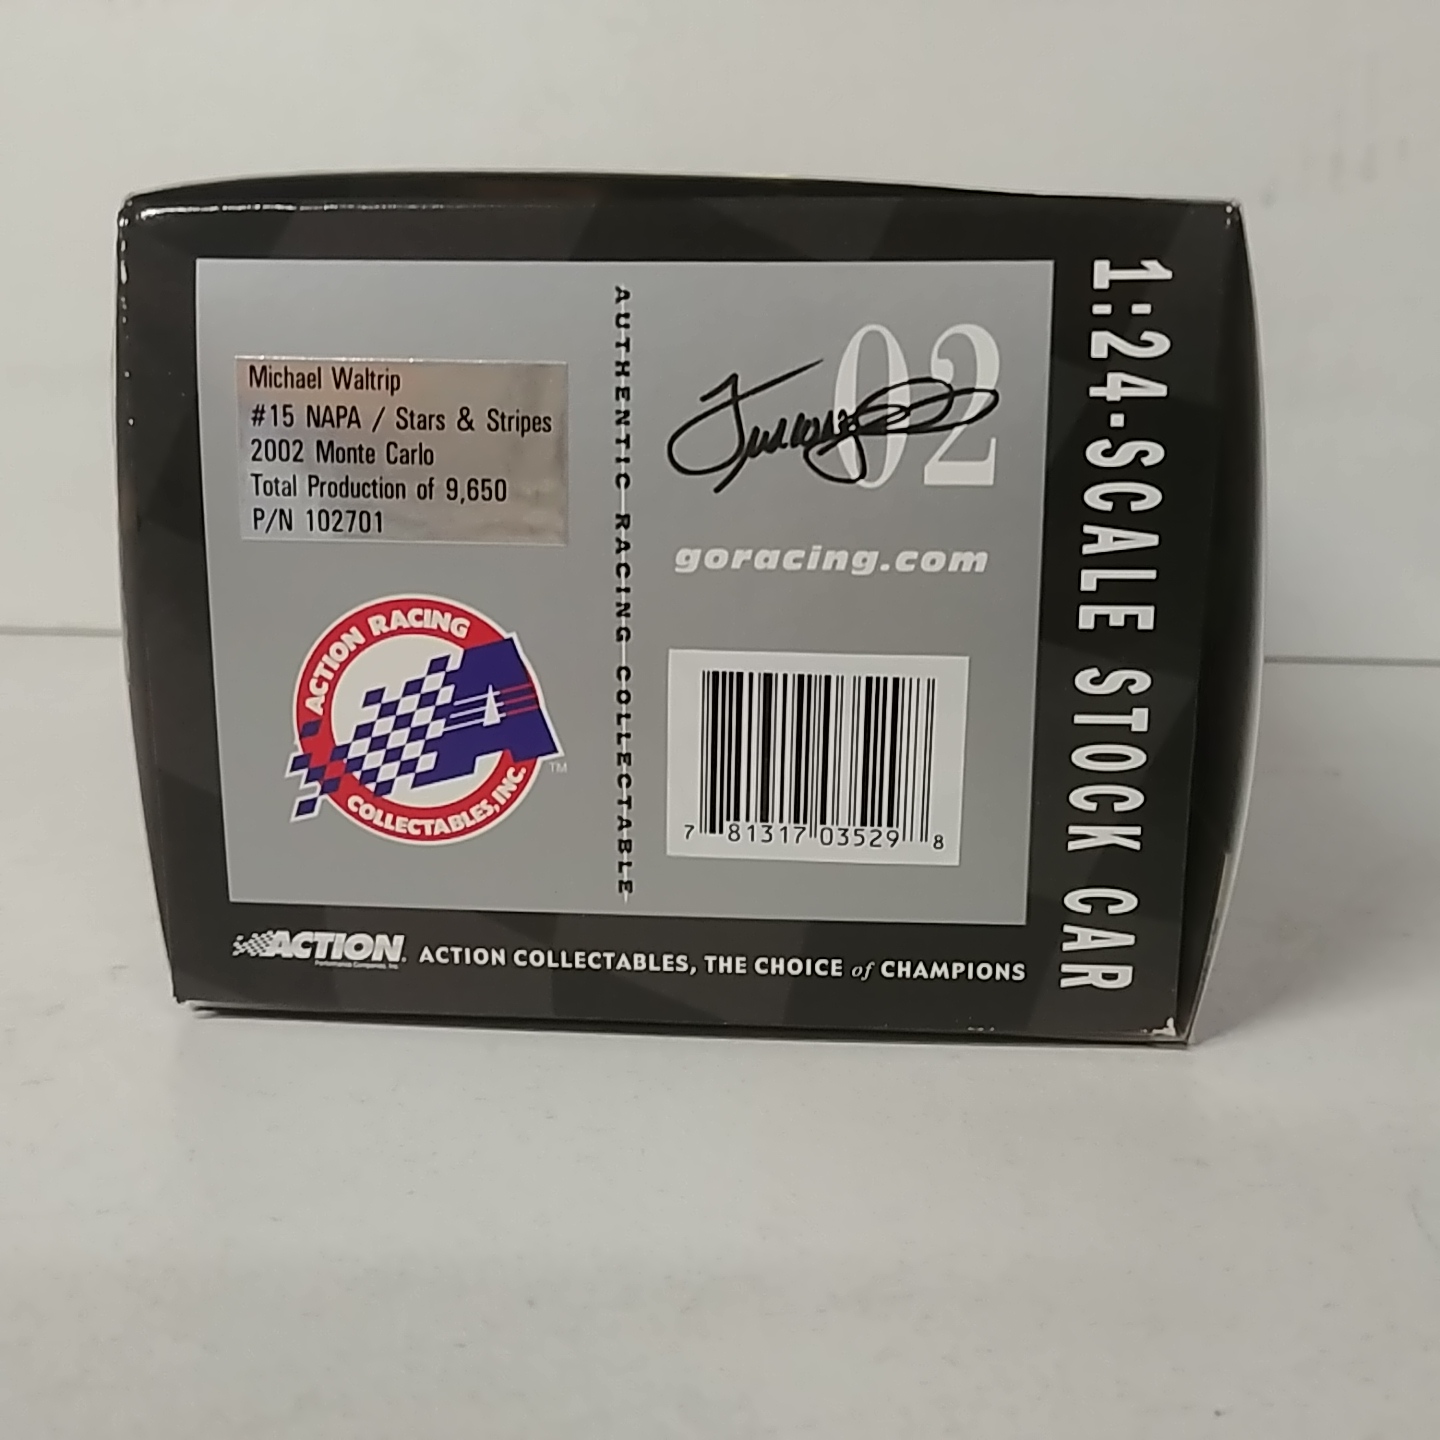 Michael Waltrip
#15 NAPA / Stars & Stripes
2002 Monte Carlo
Total Production of 9,650
P/N 102701
ACTION RACING
COLLECTABLES, INC.
TM
AUTHENTIC RACING COLLECTABLE
02
goracing.com
7 81317 03529 8
1:24-SCALE STOCK CAR
ACTION
ACTION COLLECTABLES, THE CHOICE of CHAMPIONS